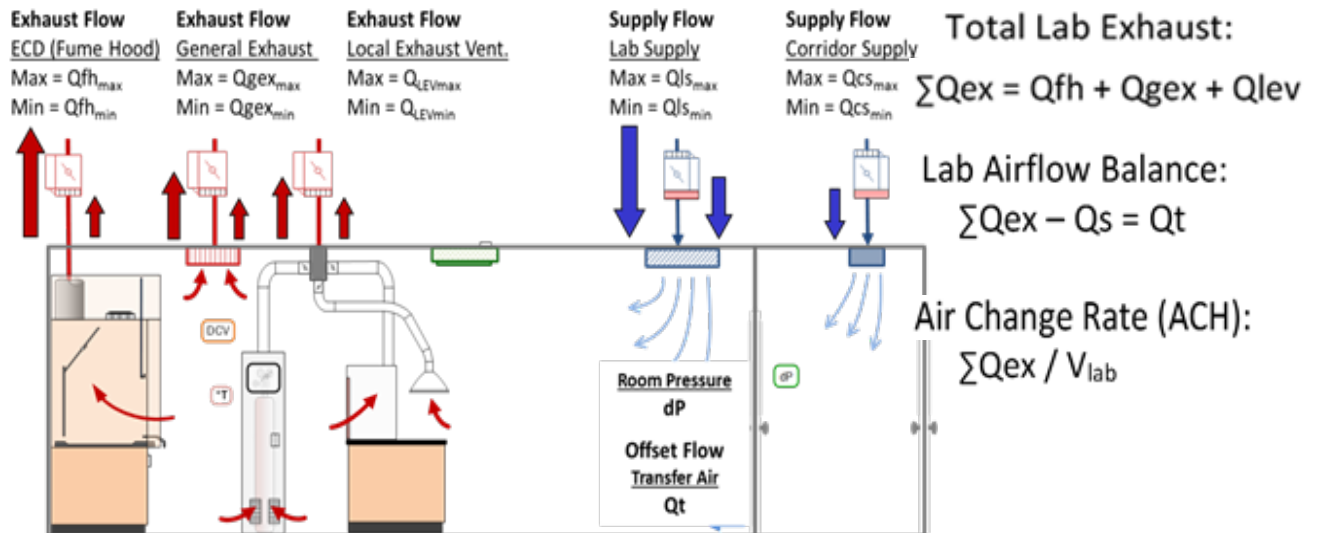 Exhaust Flow
ECD (Fume Hood)
Max = Qfhmax
Min = Qfhmin
Exhaust Flow
General Exhaust
Max = Qgexmax
Min = Qgexmin
Exhaust Flow
Local Exhaust Vent.
Max = QLEVmax
Min = QLEVmin
Supply Flow
Lab Supply
Max = Qlsmax
Min = Qlsmin
Supply Flow
Corridor Supply
Max = Qcsmax
Min = Qcsmin
Total Lab Exhaust:
∑Qex = Qfh + Qgex + Qlev
Lab Airflow Balance:
∑Qex – Qs = Qt
Air Change Rate (ACH):
∑Qex / Vlab
DCV
°T
Room Pressure
dP
Offset Flow
Transfer Air
Qt
dP